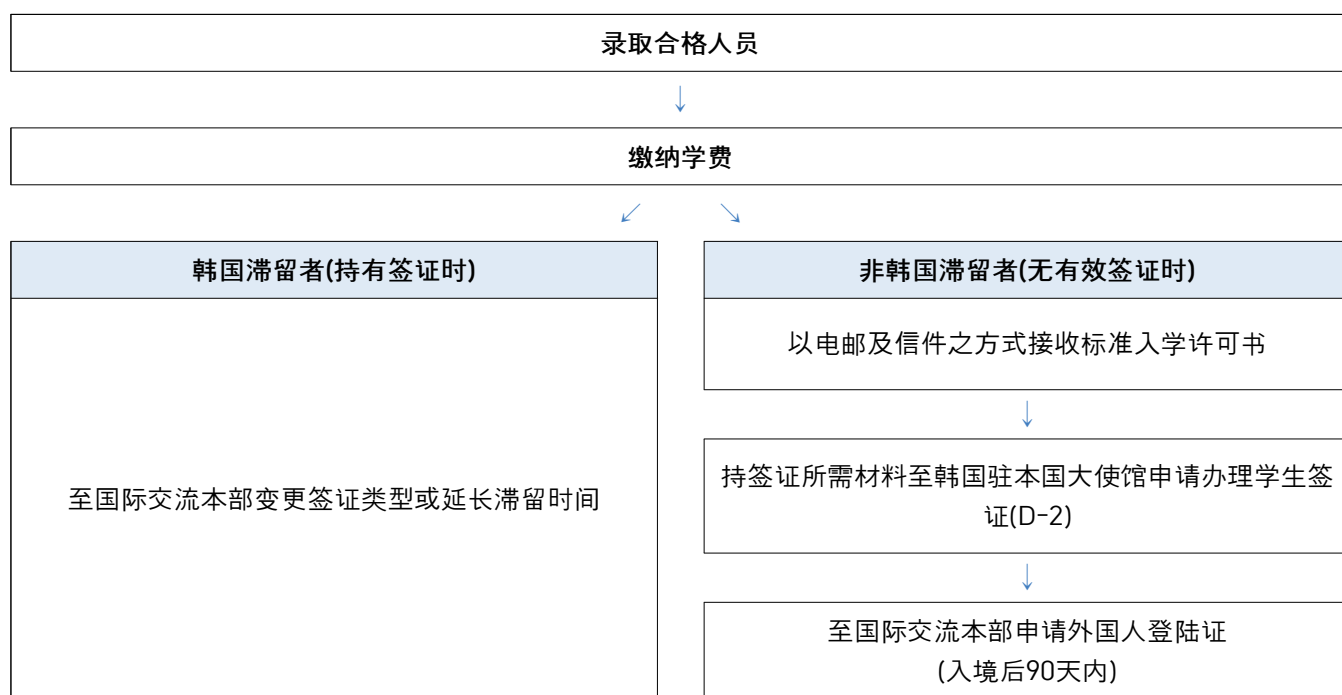 录取合格人员
↓
缴纳学费
↙ ↘
韩国滞留者(持有签证时)
至国际交流本部变更签证类型或延长滞留时间
非韩国滞留者(无有效签证时)
以电邮及信件之方式接收标准入学许可书
↓
持签证所需材料至韩国驻本国大使馆申请办理学生签
证(D-2)
↓
至国际交流本部申请外国人登陆证
(入境后90天内)